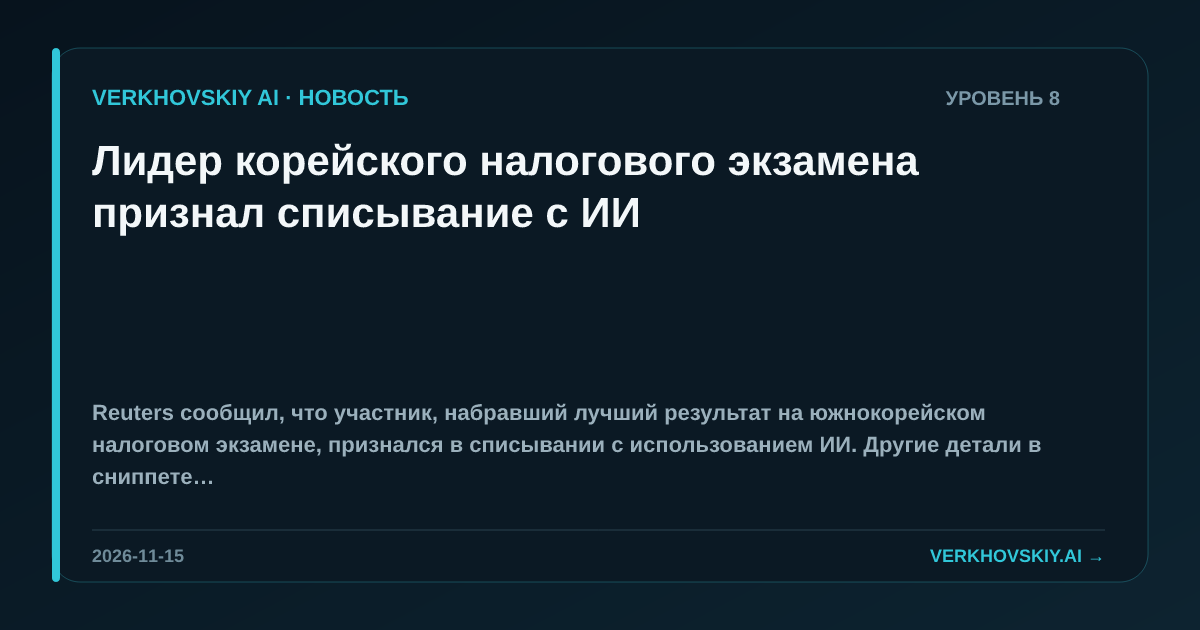 VERKHOVSKIY AI · НОВОСТЬ
УРОВЕНЬ 8
Лидер корейского налогового экзамена
признал списывание с ИИ
Reuters сообщил, что участник, набравший лучший результат на южнокорейском
налоговом экзамене, признался в списывании с использованием ИИ. Другие детали в
сниппете…
2026-11-15
VERKHOVSKIY.AI →